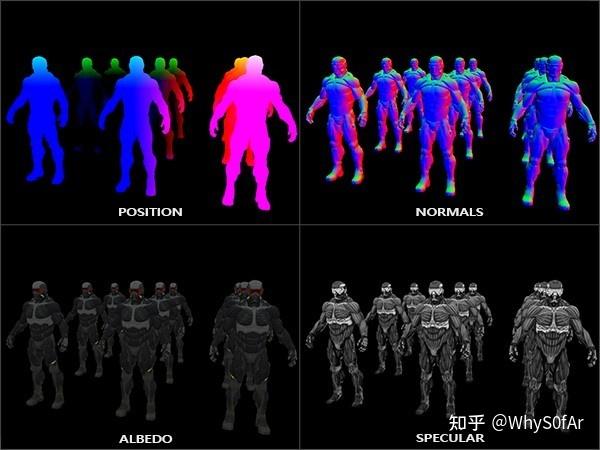 POSITION
NORMALS
ALBEDO
SPECULAR
知乎 @WhyS0fAr